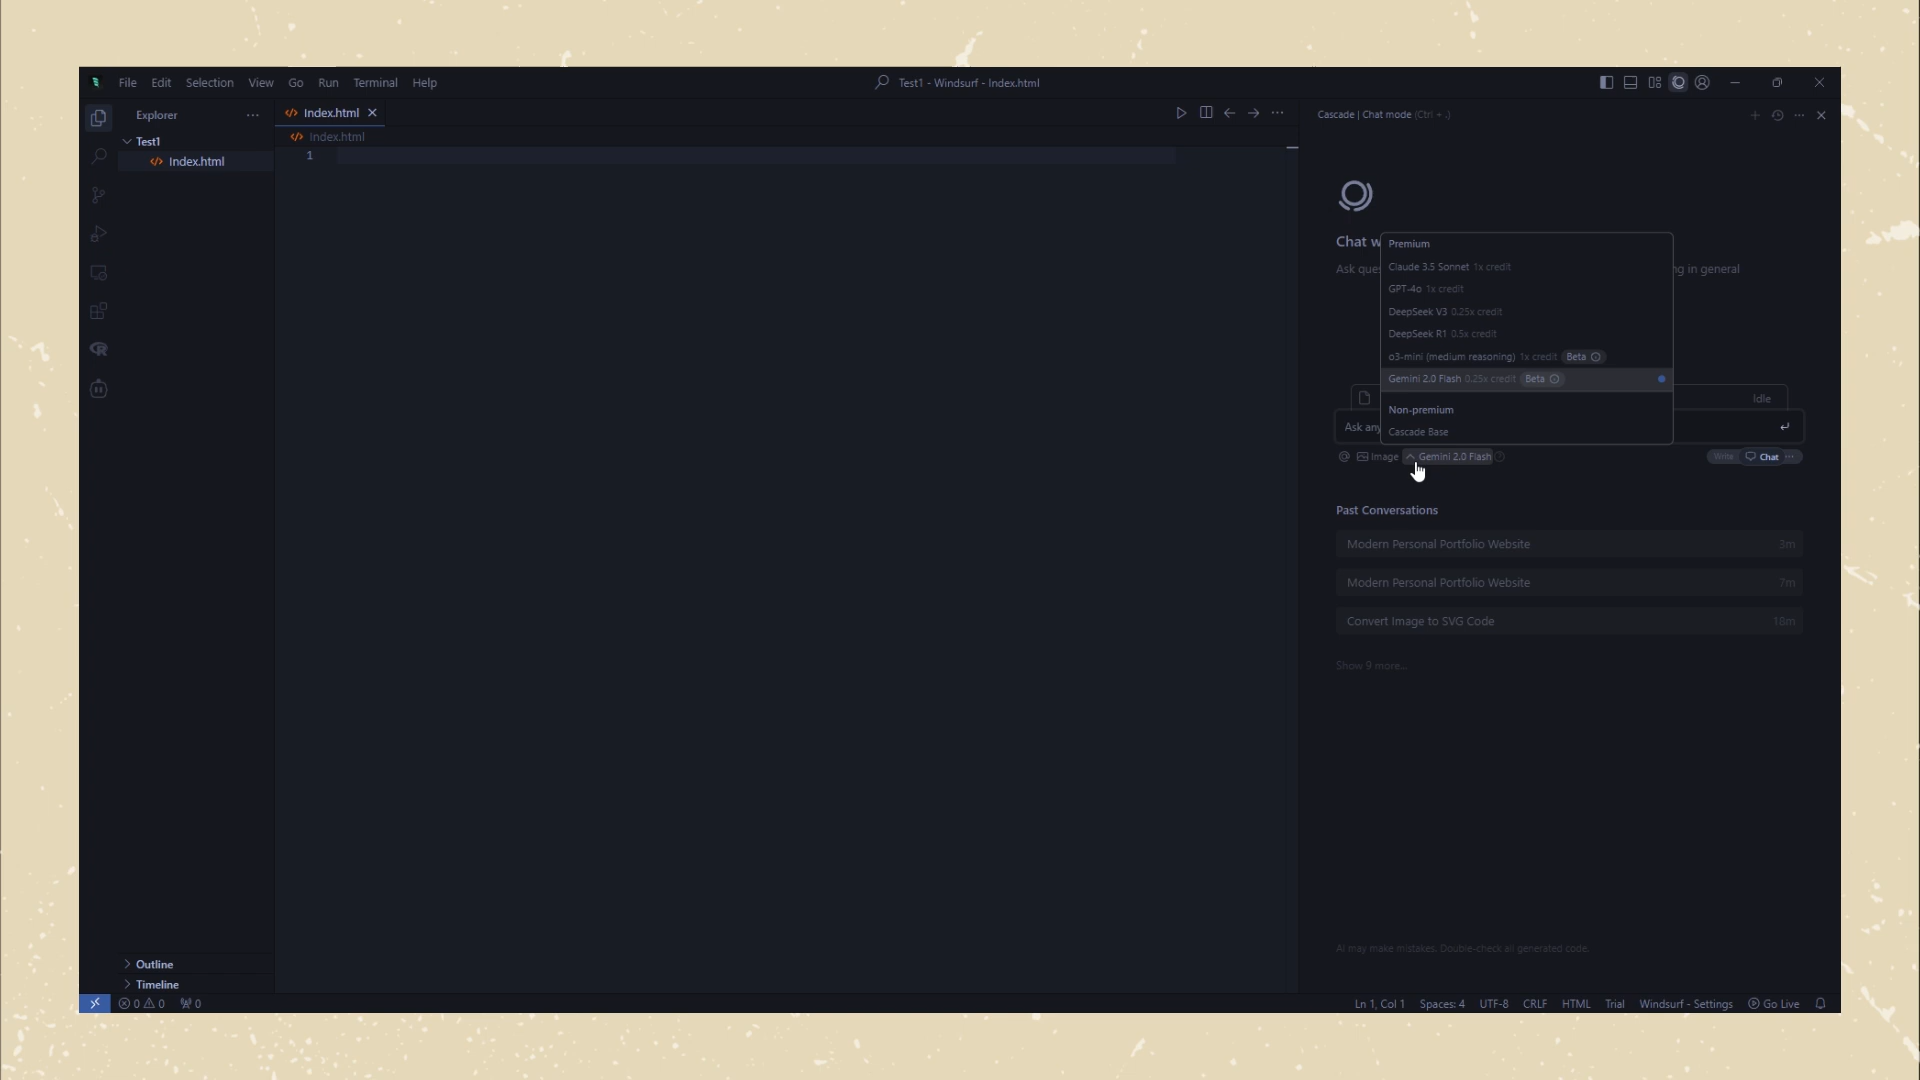 File Edit Selection View Go Run Terminal Help
Test1 - Windsurf - Index.html
Explorer
Test1
Index.html
Outline
Timeline
Index.html
Index.html
1
Cascade | Chat mode (Ctrl + .)
Chat w
Ask ques
ng in general
Premium
Claude 3.5 Sonnet 1x credit
GPT-4o 1x credit
DeepSeek V3 0.25x credit
DeepSeek R1 0.5x credit
o3-mini (medium reasoning) 1x credit Beta
Gemini 2.0 Flash 0.25x credit Beta
Non-premium
Cascade Base
Idle
Ask any
Image Gemini 2.0 Flash
Write Chat
Past Conversations
Modern Personal Portfolio Website 3m
Modern Personal Portfolio Website 7m
Convert Image to SVG Code 18m
Show 9 more...
AI may make mistakes. Double-check all generated code.
0 0 0
Ln 1, Col 1 Spaces: 4 UTF-8 CRLF HTML Trial Windsurf - Settings Go Live